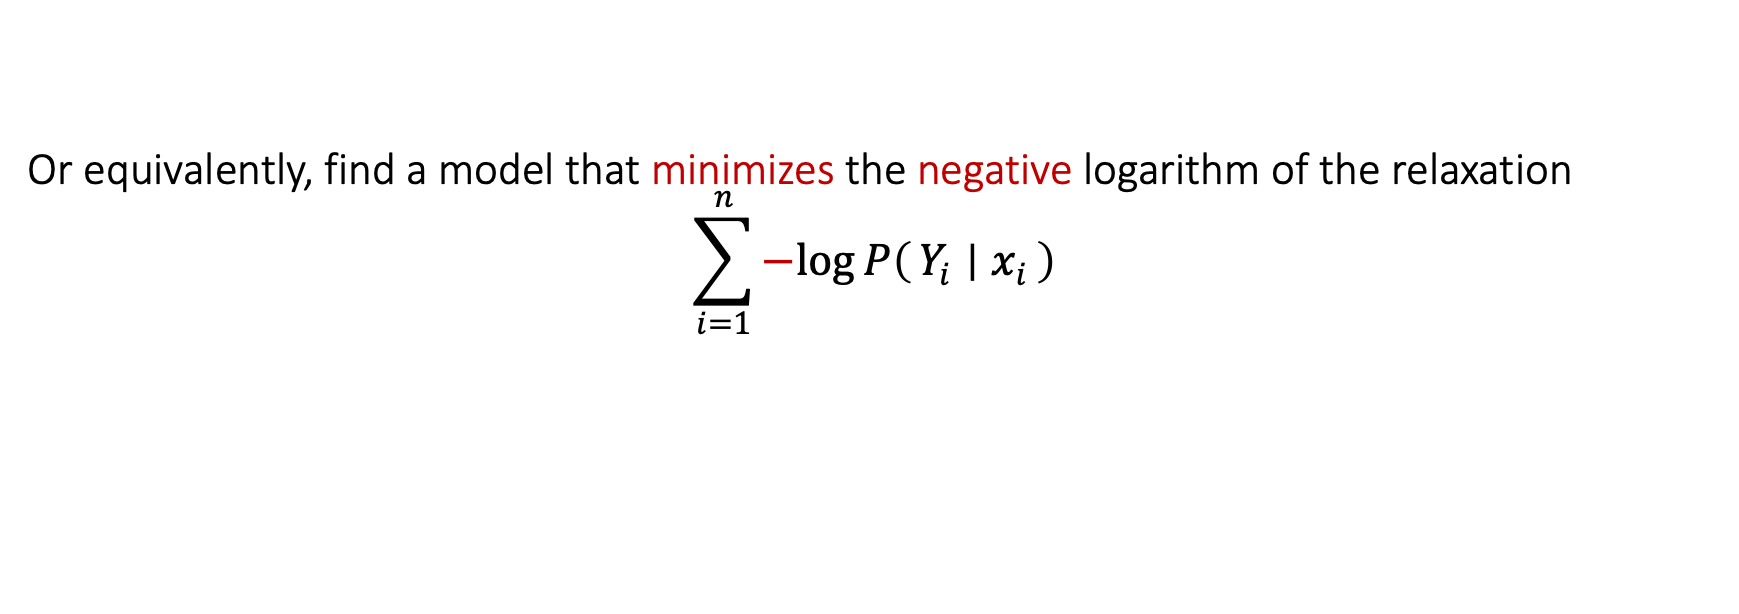 Or equivalently, find a model that minimizes the negative logarithm of the relaxation
n
∑ −log P( Yᵢ | xᵢ )
i=1